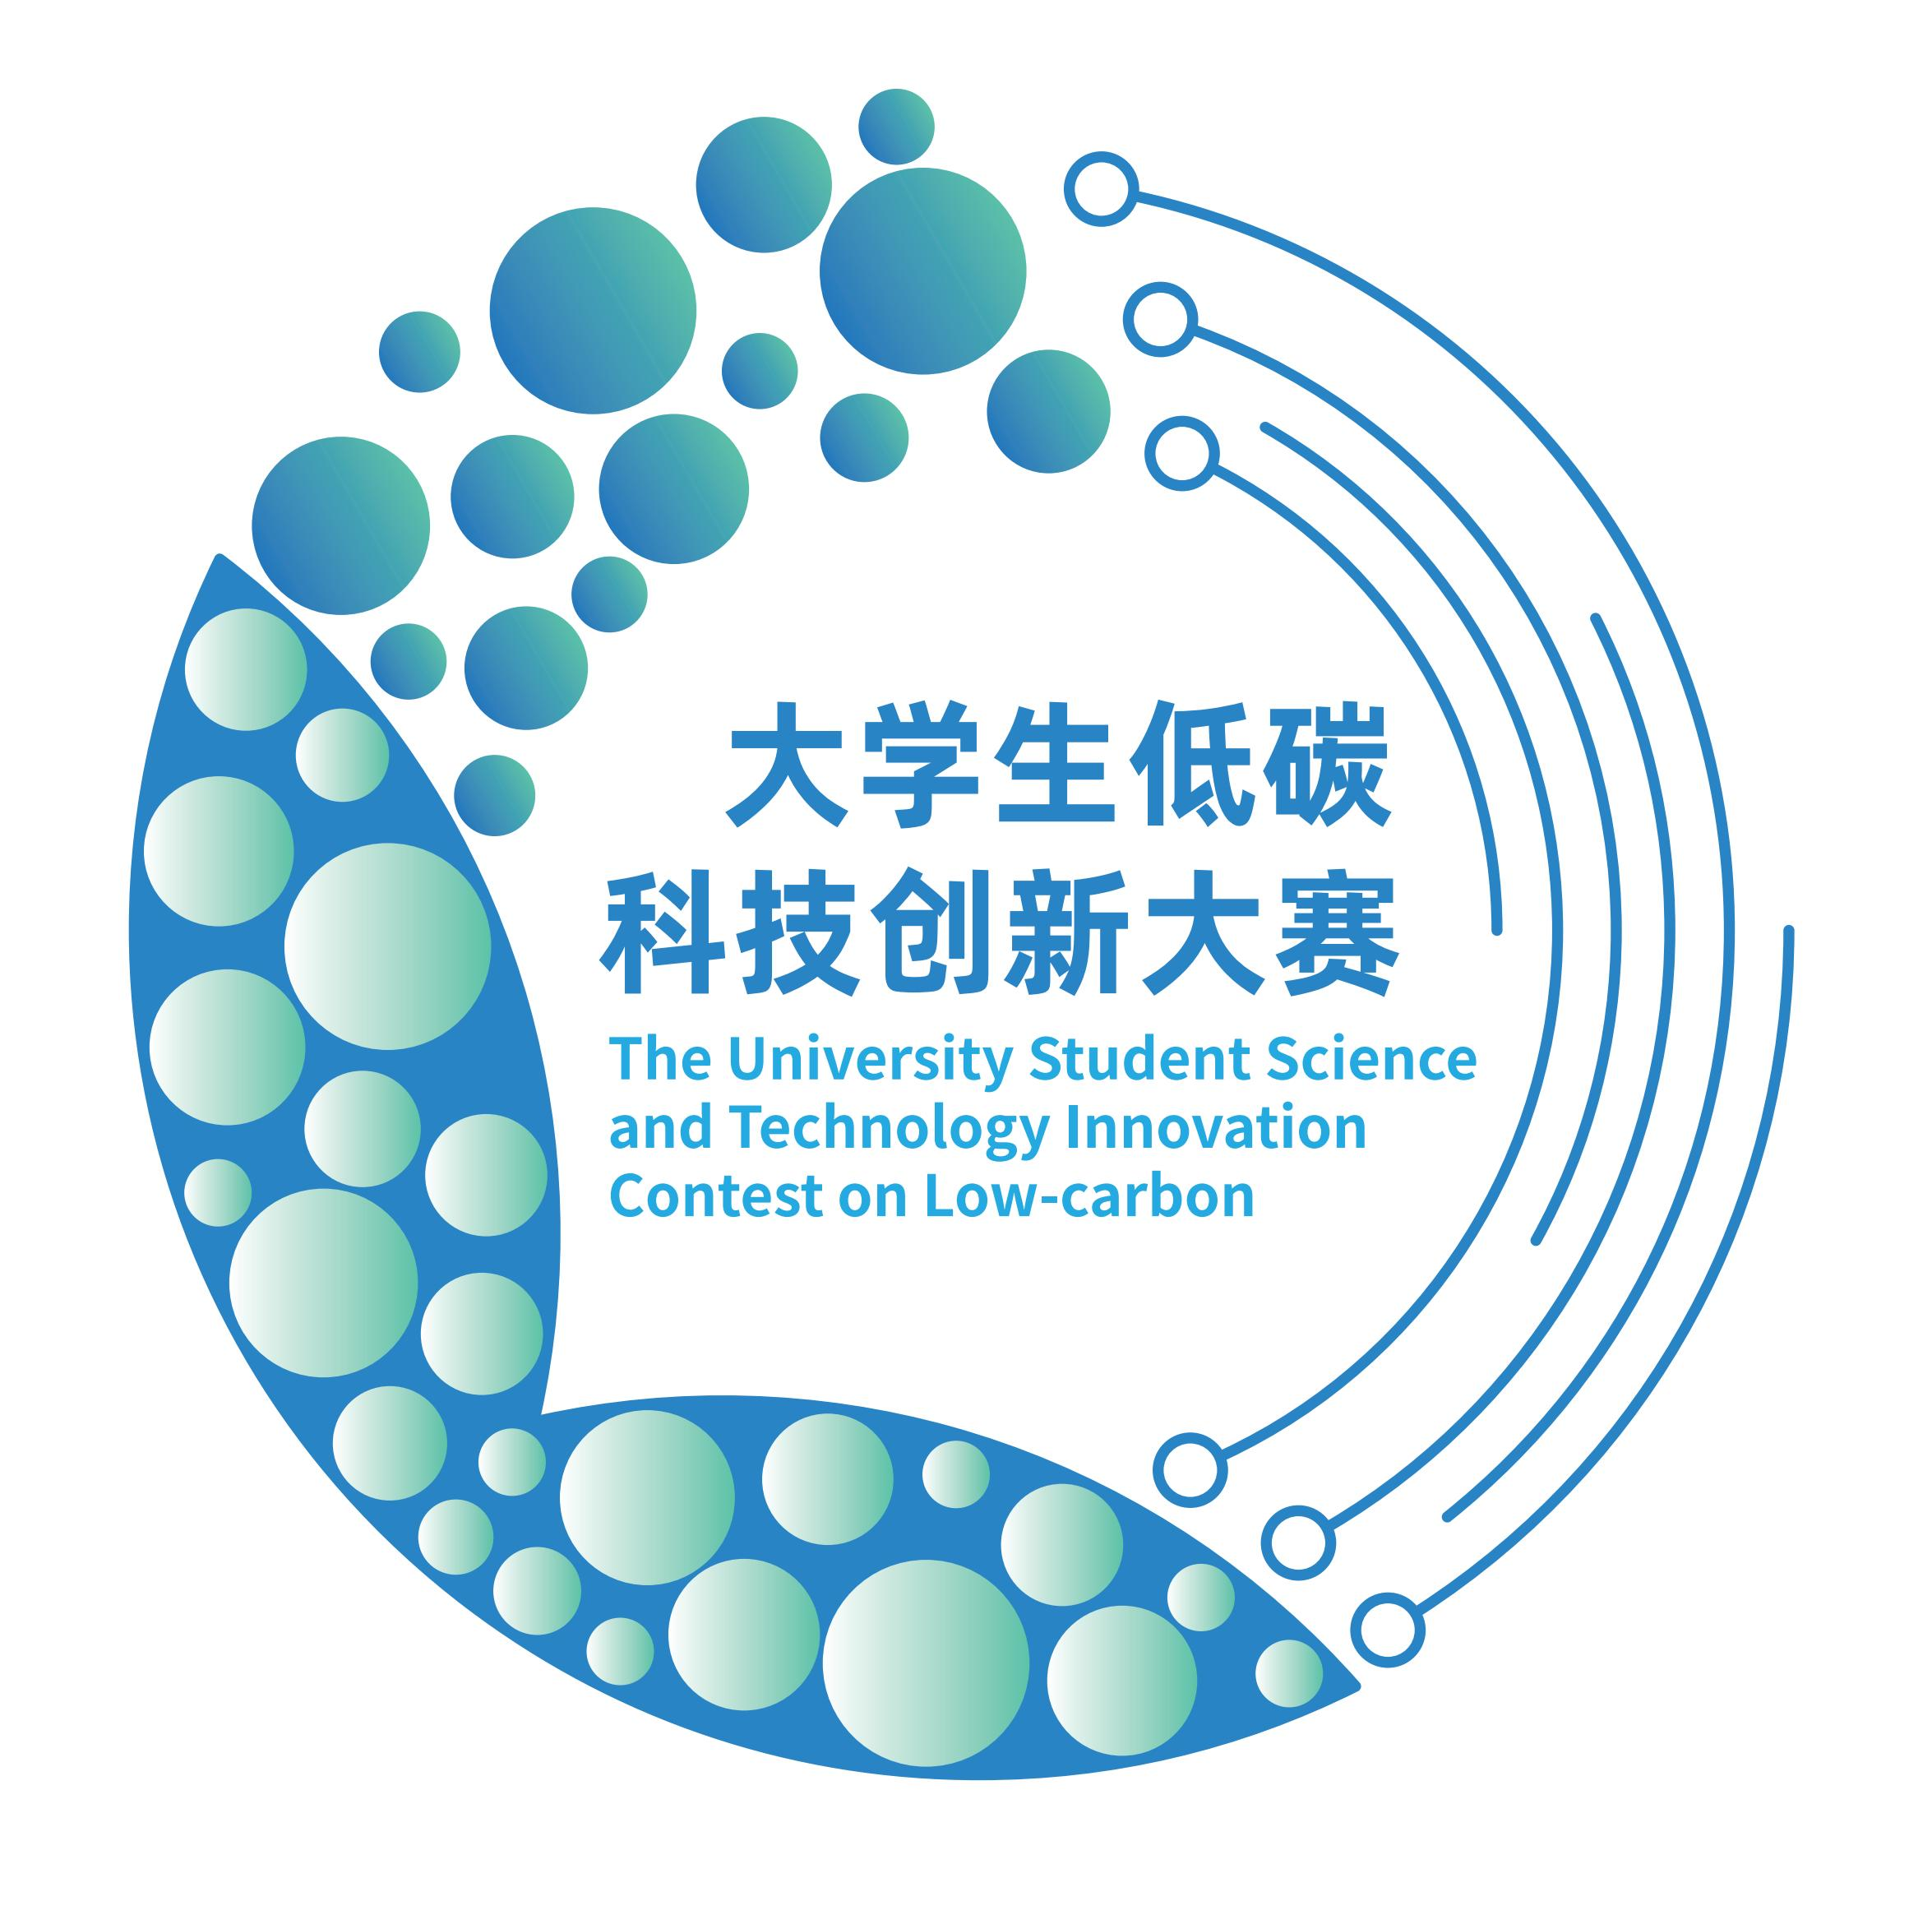 大学生低碳
科技创新大赛
The University Student Science
and Technology Innovation
Contest on Low-carbon